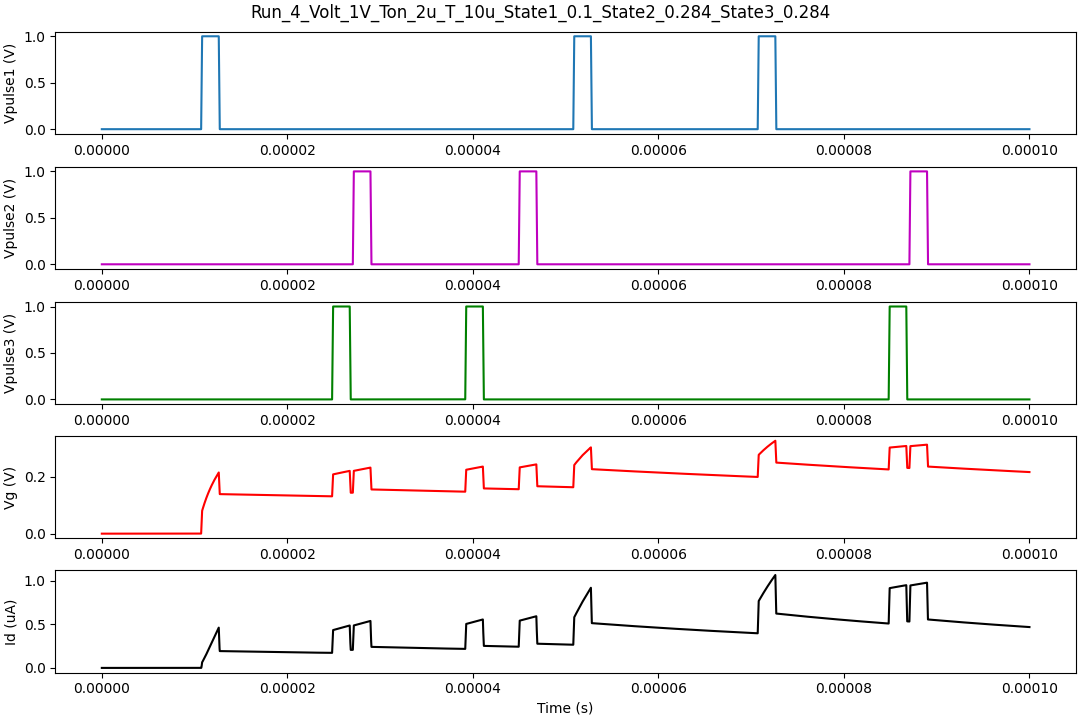 Run_4_Volt_1V_Ton_2u_T_10u_State1_0.1_State2_0.284_State3_0.284
Vpulse1 (V)
1.0
0.5
0.0
0.00000 0.00002 0.00004 0.00006 0.00008 0.00010
Vpulse2 (V)
1.0
0.5
0.0
0.00000 0.00002 0.00004 0.00006 0.00008 0.00010
Vpulse3 (V)
1.0
0.5
0.0
0.00000 0.00002 0.00004 0.00006 0.00008 0.00010
Vg (V)
0.2
0.0
0.00000 0.00002 0.00004 0.00006 0.00008 0.00010
Id (uA)
1.0
0.5
0.0
0.00000 0.00002 0.00004 0.00006 0.00008 0.00010
Time (s)